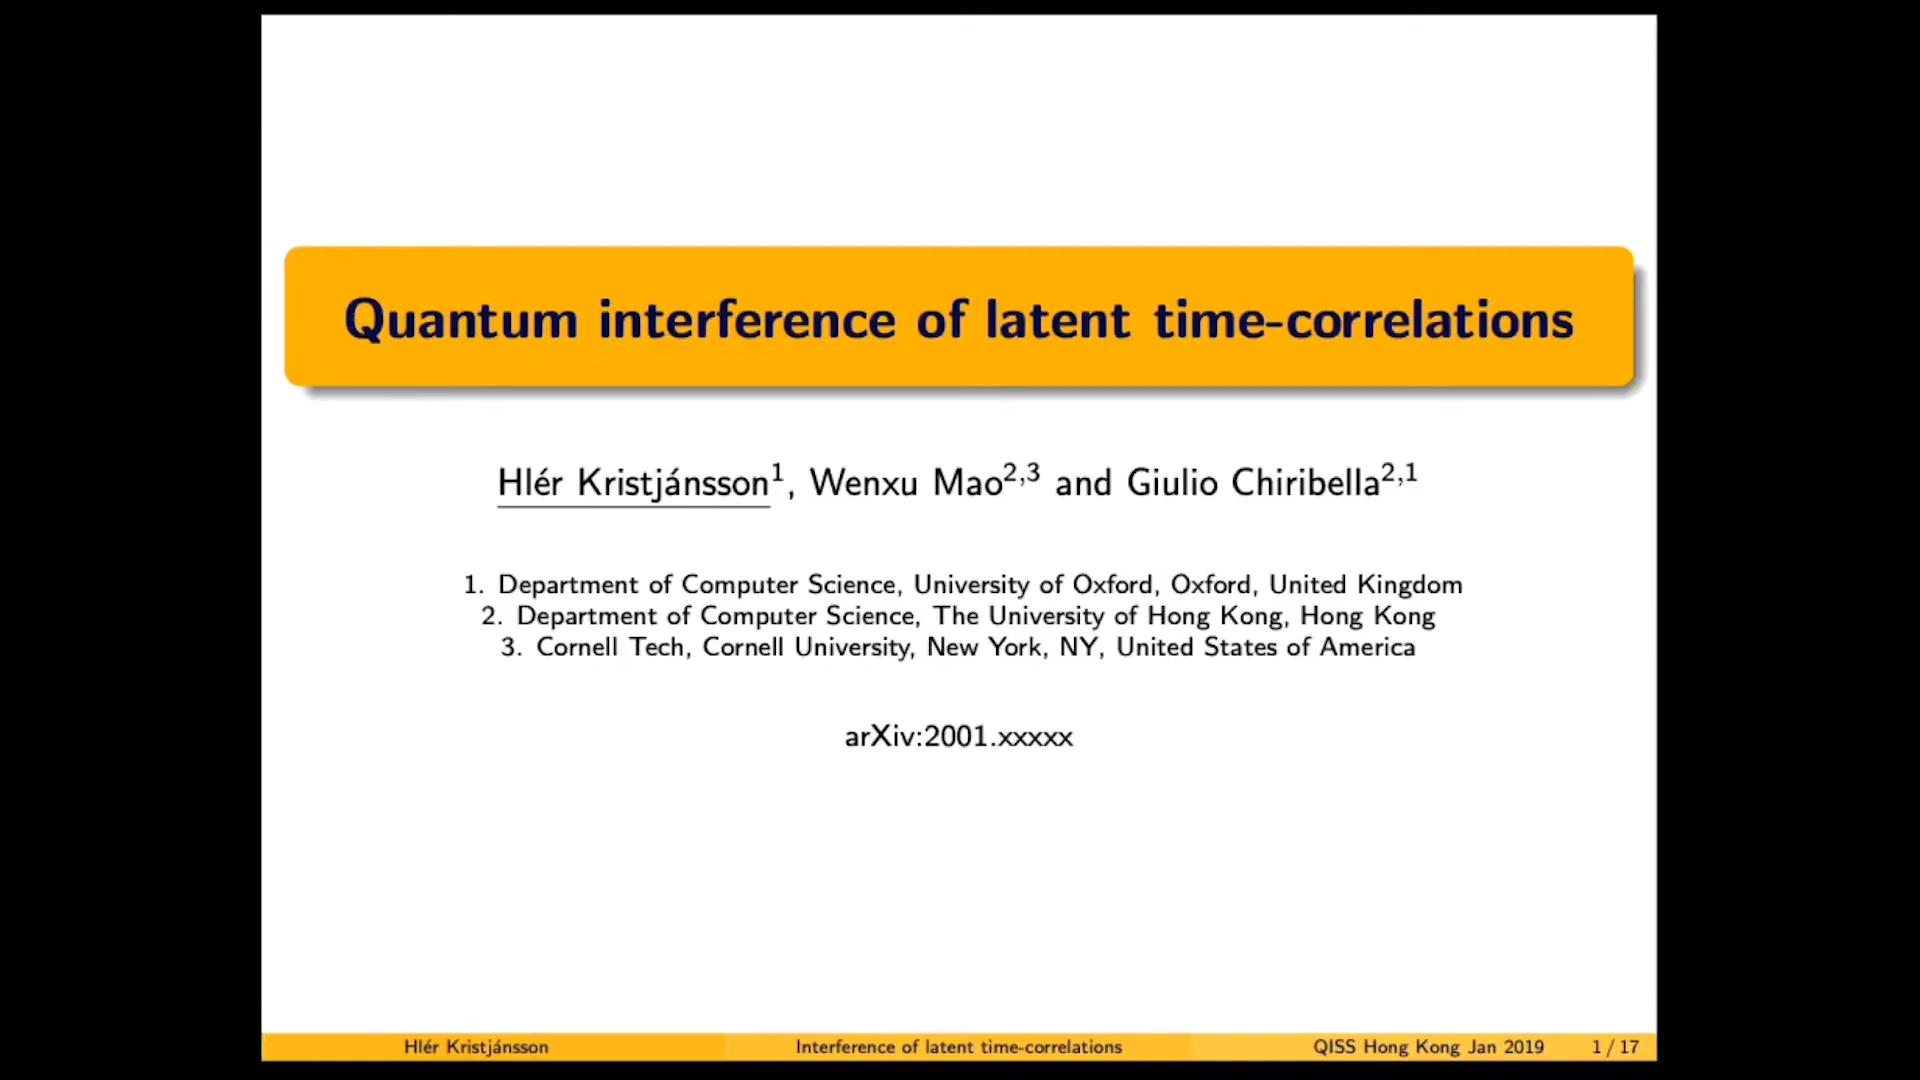 Quantum interference of latent time-correlations
Hlér Kristjánsson¹, Wenxu Mao²,³ and Giulio Chiribella²,¹
1. Department of Computer Science, University of Oxford, Oxford, United Kingdom
2. Department of Computer Science, The University of Hong Kong, Hong Kong
3. Cornell Tech, Cornell University, New York, NY, United States of America
arXiv:2001.xxxxx
Hlér Kristjánsson Interference of latent time-correlations QISS Hong Kong Jan 2019 1 / 17